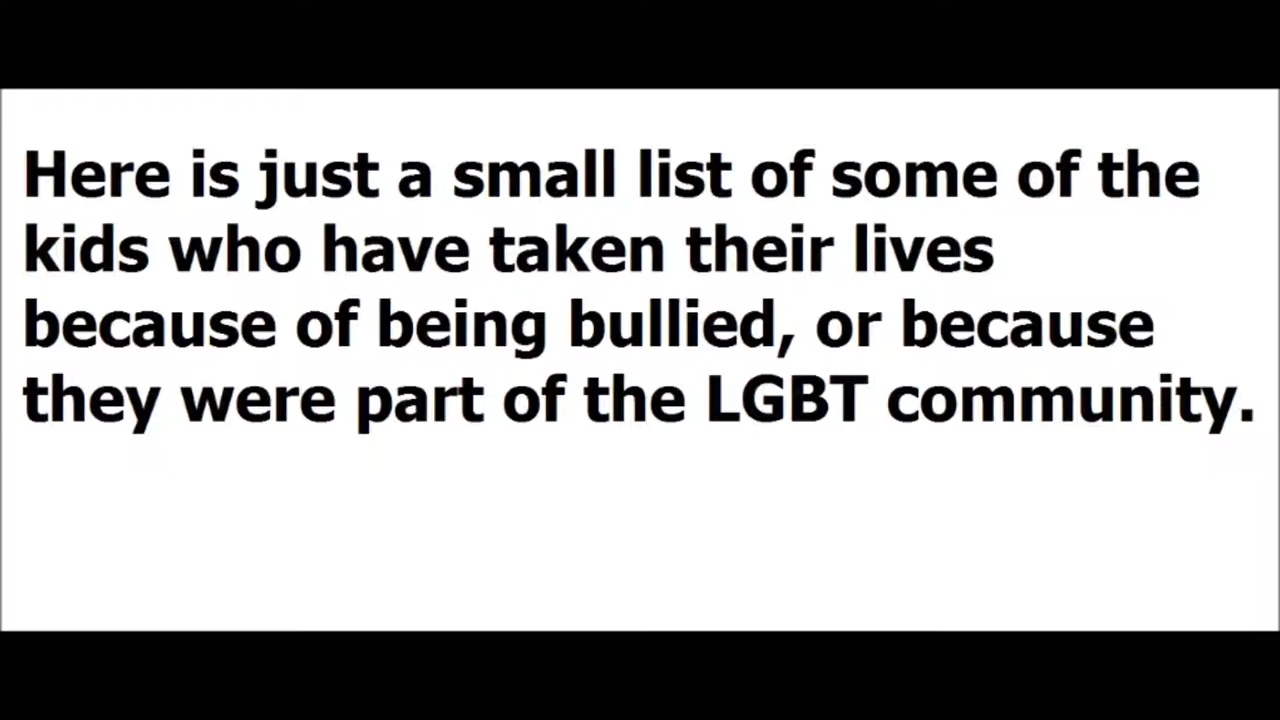 Here is just a small list of some of the
kids who have taken their lives
because of being bullied, or because
they were part of the LGBT community.